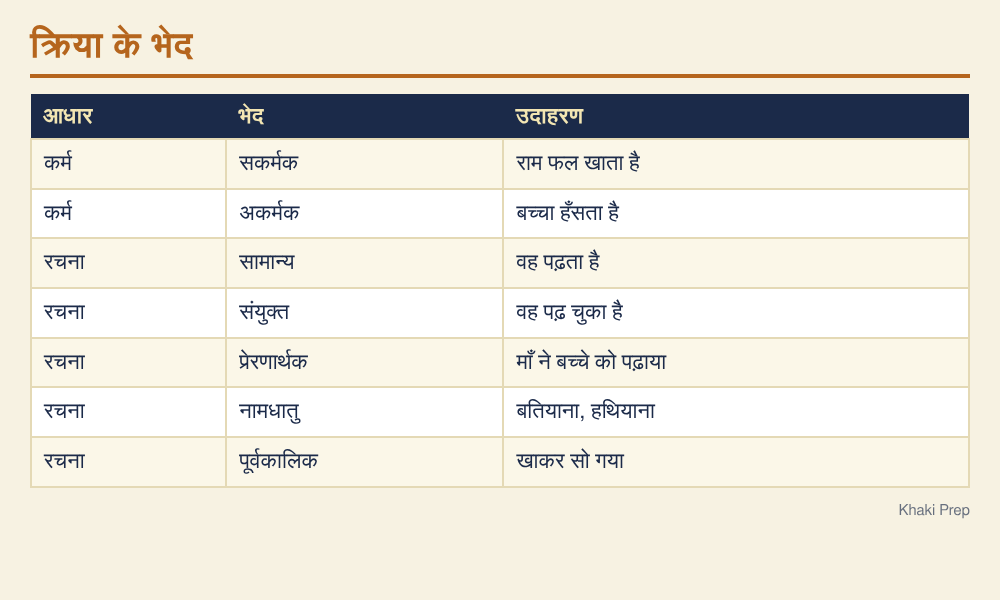 क्रिया के भेद
आधार भेद उदाहरण
कर्म सकर्मक राम फल खाता है
कर्म अकर्मक बच्चा हँसता है
रचना सामान्य वह पढ़ता है
रचना संयुक्त वह पढ़ चुका है
रचना प्रेरणार्थक माँ ने बच्चे को पढ़ाया
रचना नामधातु बतियाना, हथियाना
रचना पूर्वकालिक खाकर सो गया
Khaki Prep